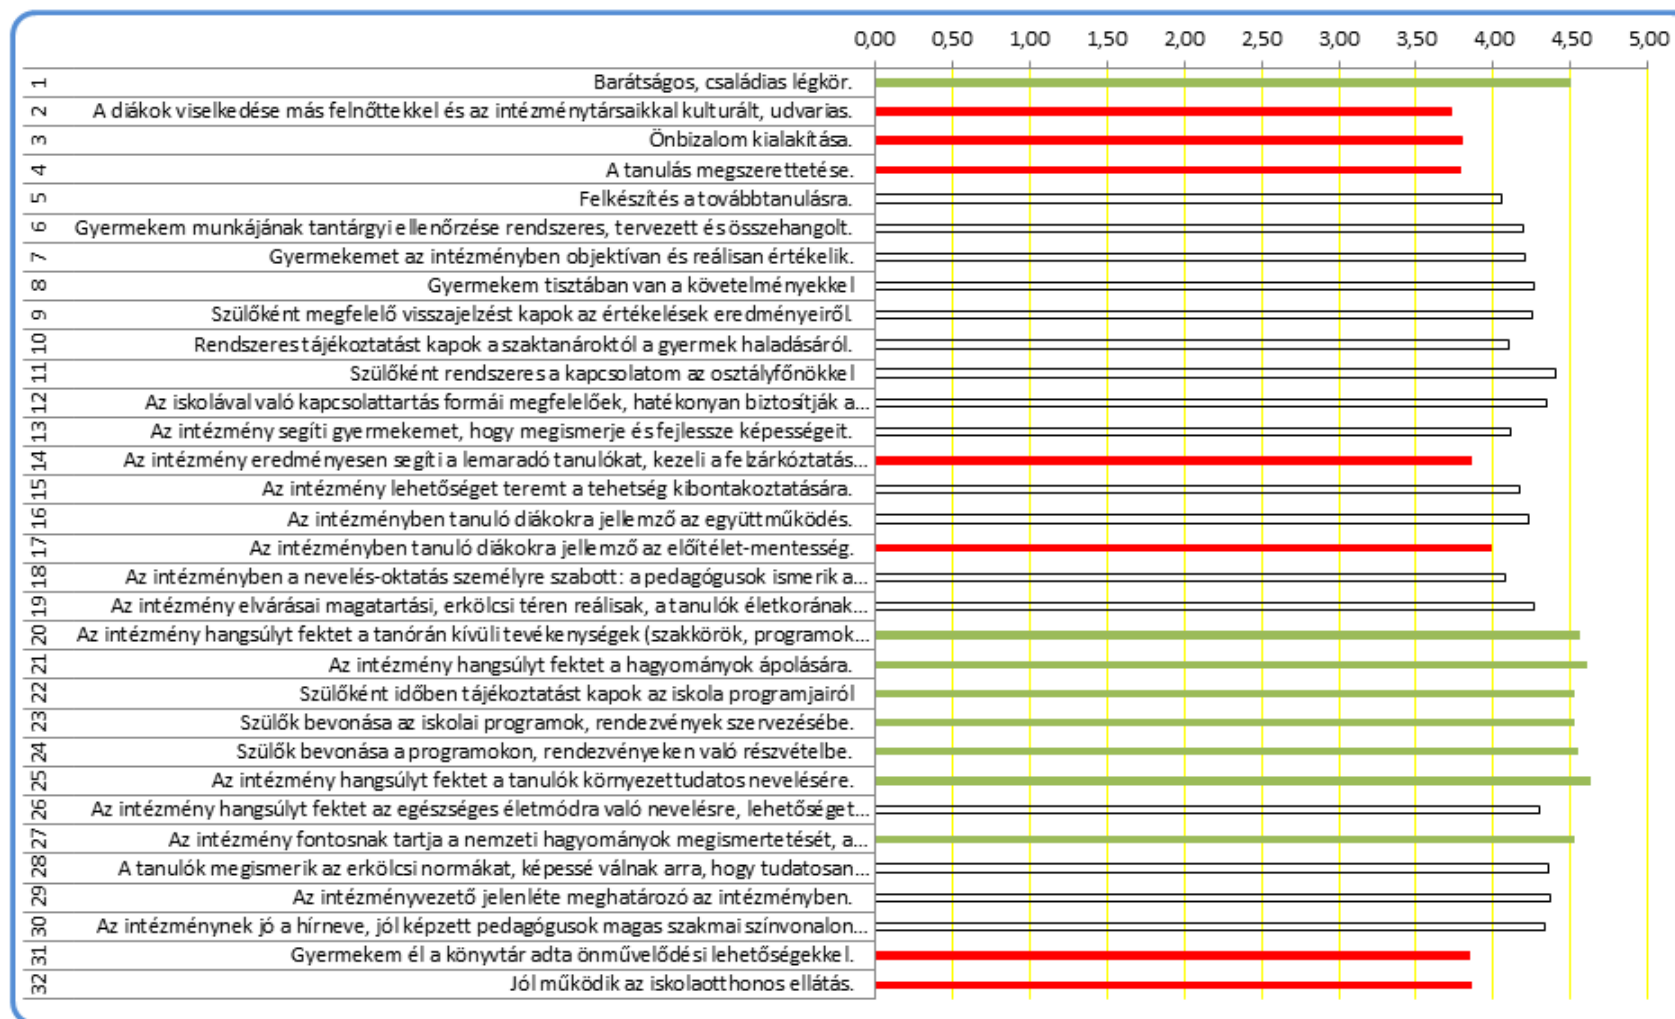 0,00 0,50 1,00 1,50 2,00 2,50 3,00 3,50 4,00 4,50 5,00
1 Barátságos, családias légkör.
2 A diákok viselkedése más felnőttekkel és az intézménytársaikkal kulturált, udvarias.
3 Önbizalom kialakítása.
4 A tanulás megszerettetése.
5 Felkészítés a továbbtanulásra.
6 Gyermekem munkájának tantárgyi ellenőrzése rendszeres, tervezett és összehangolt.
7 Gyermekemet az intézményben objektívan és reálisan értékelik.
8 Gyermekem tisztában van a követelményekkel
9 Szülőként megfelelő visszajelzést kapok az értékelések eredményeiről.
10 Rendszeres tájékoztatást kapok a szaktanároktól a gyermek haladásáról.
11 Szülőként rendszeres a kapcsolatom az osztályfőnökkel
12 Az iskolával való kapcsolattartás formái megfelelőek, hatékonyan biztosítják a...
13 Az intézmény segíti gyermekemet, hogy megismerje és fejlessze képességeit.
14 Az intézmény eredményesen segíti a lemaradó tanulókat, kezeli a felzárkóztatás...
15 Az intézmény lehetőséget teremt a tehetség kibontakoztatására.
16 Az intézményben tanuló diákokra jellemző az együttműködés.
17 Az intézményben tanuló diákokra jellemző az előítélet-mentesség.
18 Az intézményben a nevelés-oktatás személyre szabott: a pedagógusok ismerik a...
19 Az intézmény elvárásai magatartási, erkölcsi téren reálisak, a tanulók életkorának...
20 Az intézmény hangsúlyt fektet a tanórán kívüli tevékenységek (szakkörök, programok...
21 Az intézmény hangsúlyt fektet a hagyományok ápolására.
22 Szülőként időben tájékoztatást kapok az iskola programjairól
23 Szülők bevonása az iskolai programok, rendezvények szervezésébe.
24 Szülők bevonása a programokon, rendezvényeken való részvételbe.
25 Az intézmény hangsúlyt fektet a tanulók környezettudatos nevelésére.
26 Az intézmény hangsúlyt fektet az egészséges életmódra való nevelésre, lehetőséget...
27 Az intézmény fontosnak tartja a nemzeti hagyományok megismertetését, a...
28 A tanulók megismerik az erkölcsi normákat, képessé válnak arra, hogy tudatosan...
29 Az intézményvezető jelenléte meghatározó az intézményben.
30 Az intézménynek jó a hírneve, jól képzett pedagógusok magas szakmai színvonalon...
31 Gyermekem él a könyvtár adta önművelődési lehetőségekkel.
32 Jól működik az iskolaotthonos ellátás.